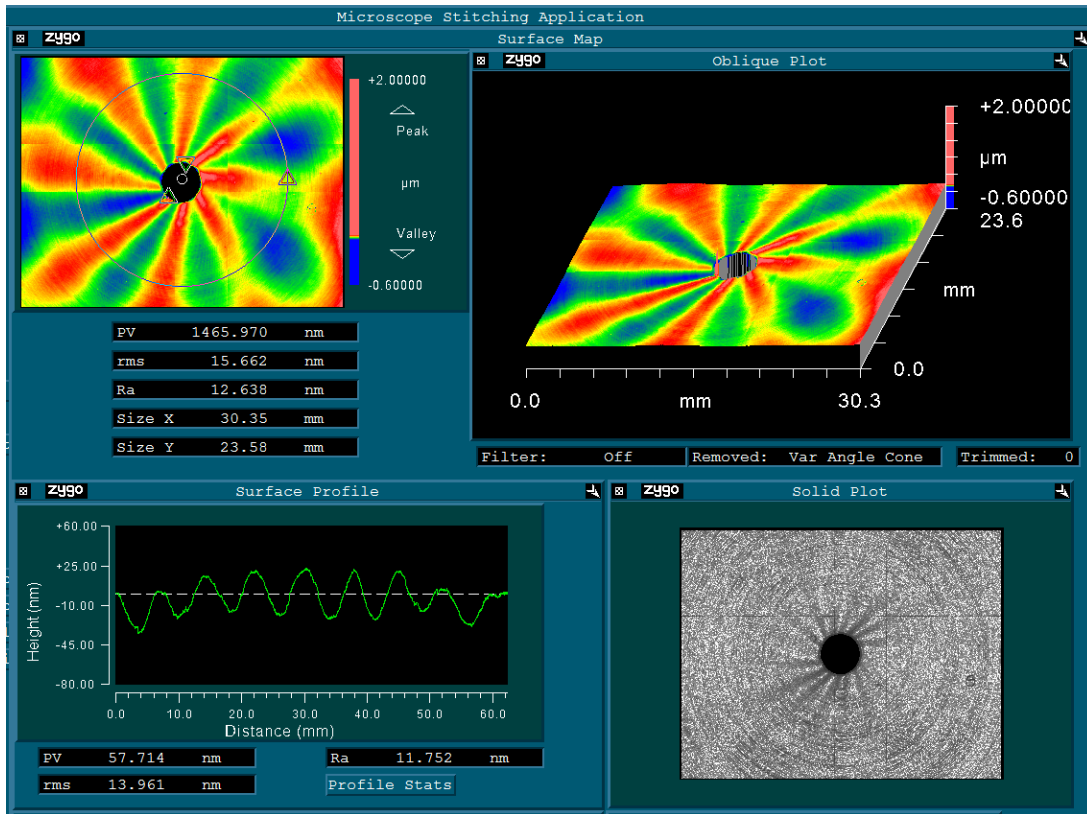 Microscope Stitching Application
zygo Surface Map
+2.00000
Peak
µm
Valley
-0.60000
PV 1465.970 nm
rms 15.662 nm
Ra 12.638 nm
Size X 30.35 mm
Size Y 23.58 mm
zygo Oblique Plot
+2.00000
µm
-0.60000
23.6
mm
0.0
0.0 mm 30.3
Filter: Off Removed: Var Angle Cone Trimmed: 0
zygo Surface Profile
+60.00
+25.00
-10.00
-45.00
-80.00
Height (nm)
0.0 10.0 20.0 30.0 40.0 50.0 60.0
Distance (mm)
PV 57.714 nm Ra 11.752 nm
rms 13.961 nm Profile Stats
zygo Solid Plot